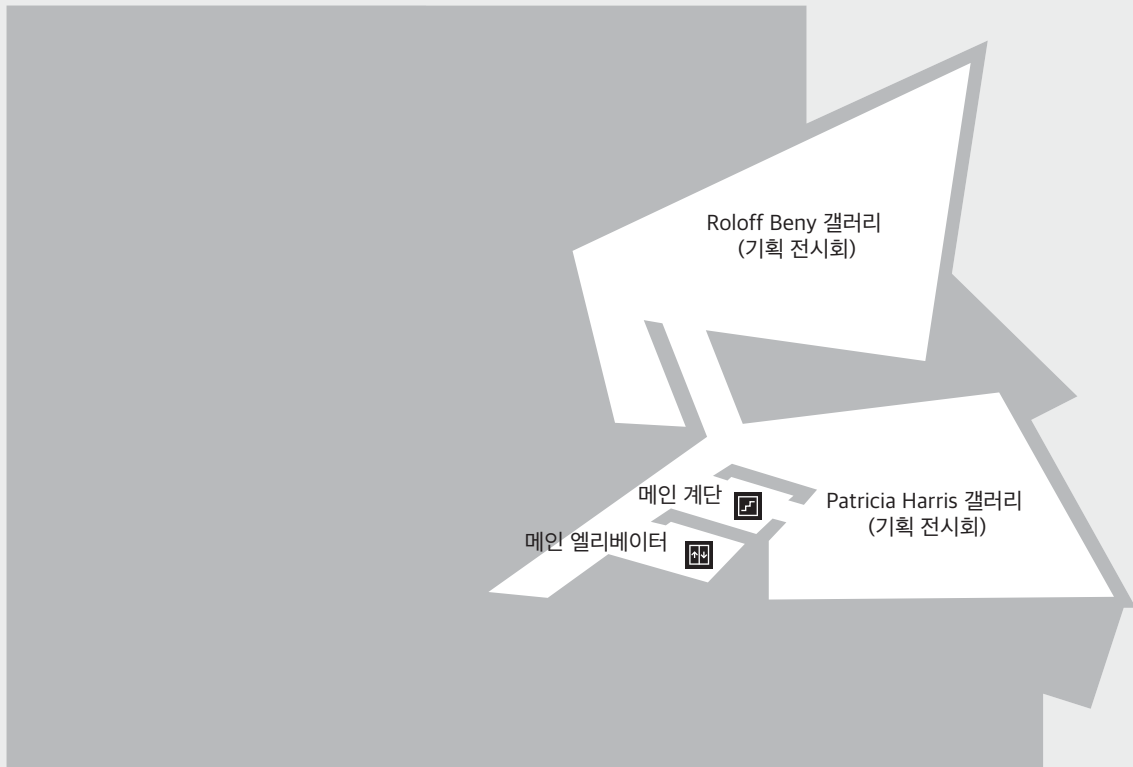 Roloff Beny 갤러리
(기획 전시회)
메인 계단
Patricia Harris 갤러리
(기획 전시회)
메인 엘리베이터